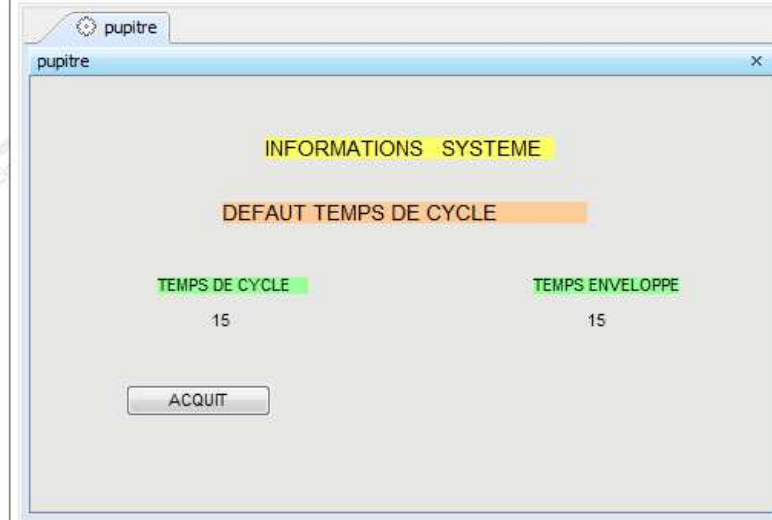 pupitre
pupitre
INFORMATIONS SYSTEME
DEFAUT TEMPS DE CYCLE
TEMPS DE CYCLE TEMPS ENVELOPPE
15 15
ACQUIT